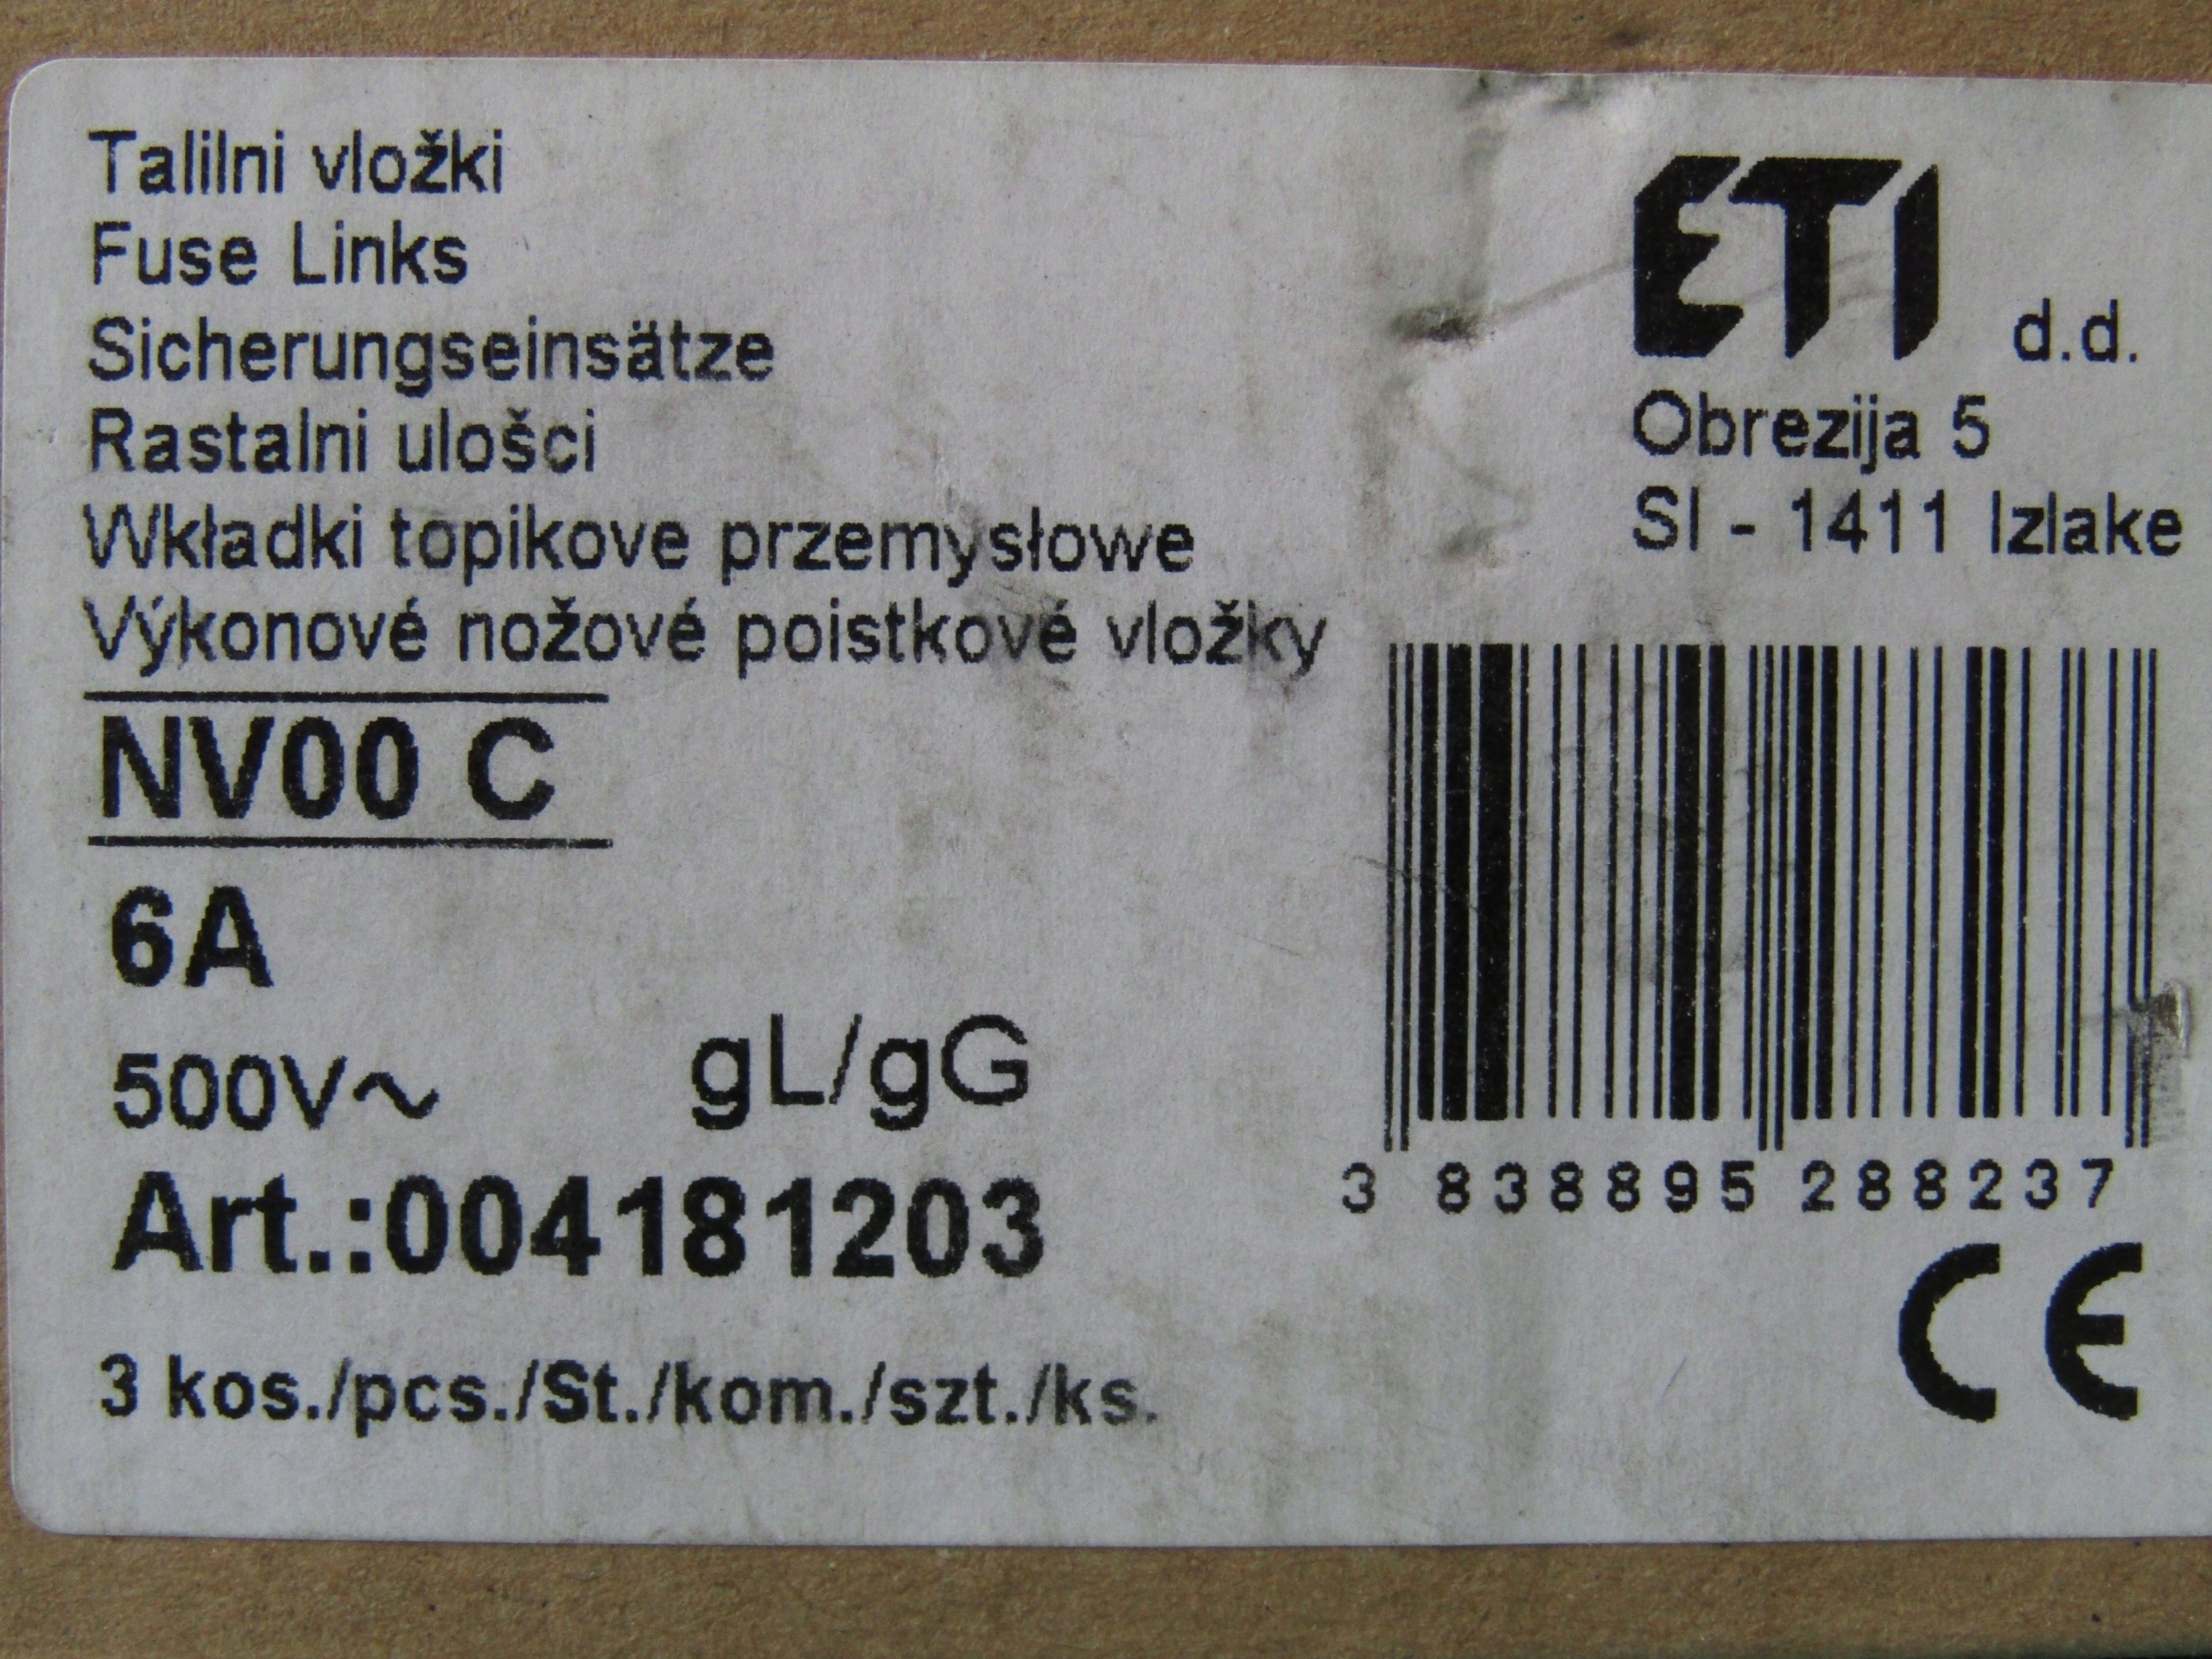 Talilni vložki
Fuse Links
Sicherungseinsätze
Rastalni ulošci
Wkładki topikove przemysłowe
Výkonové nožové poistkové vložky
NV00 C
6A
500V~
gL/gG
Art.:004181203
3 kos./pcs./St./kom./szt./ks.
ETI d.d.
Obrezija 5
SI - 1411 Izlake
3 838895 288237
CE